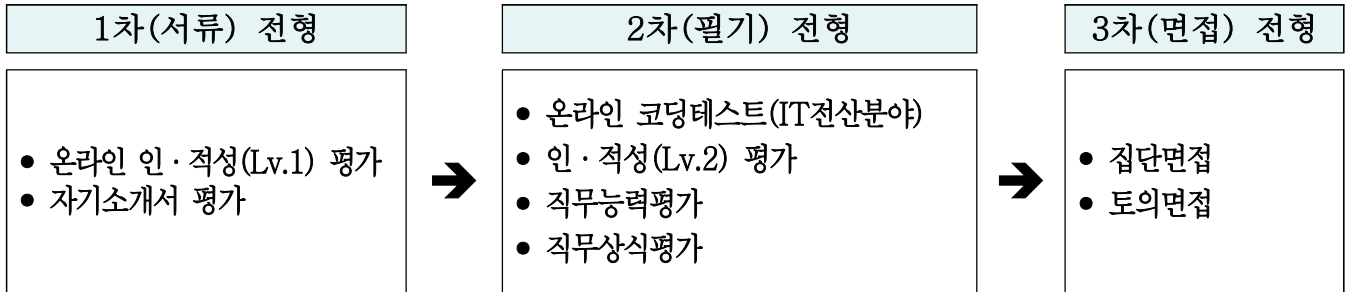 1차(서류) 전형
● 온라인 인·적성(Lv.1) 평가
● 자기소개서 평가
➔
2차(필기) 전형
● 온라인 코딩테스트(IT전산분야)
● 인·적성(Lv.2) 평가
● 직무능력평가
● 직무상식평가
➔
3차(면접) 전형
● 집단면접
● 토의면접